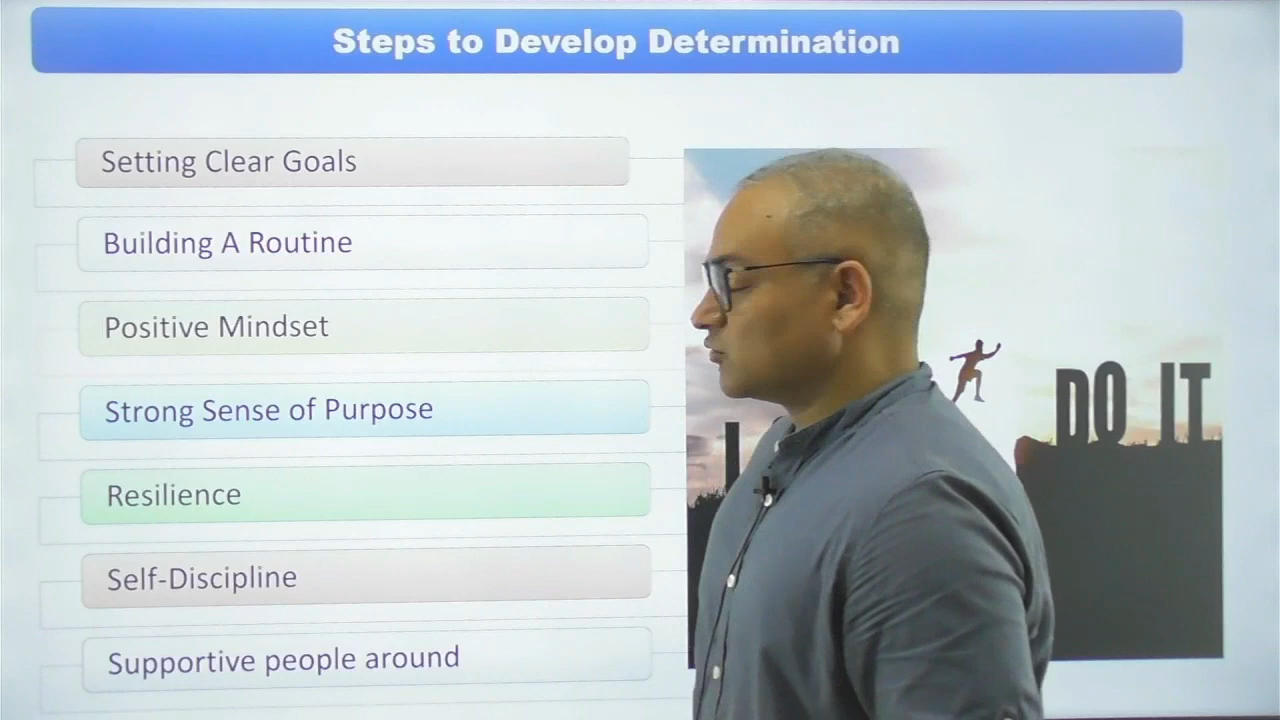 Steps to Develop Determination
Setting Clear Goals
Building A Routine
Positive Mindset
Strong Sense of Purpose
Resilience
Self-Discipline
Supportive people around
DO IT